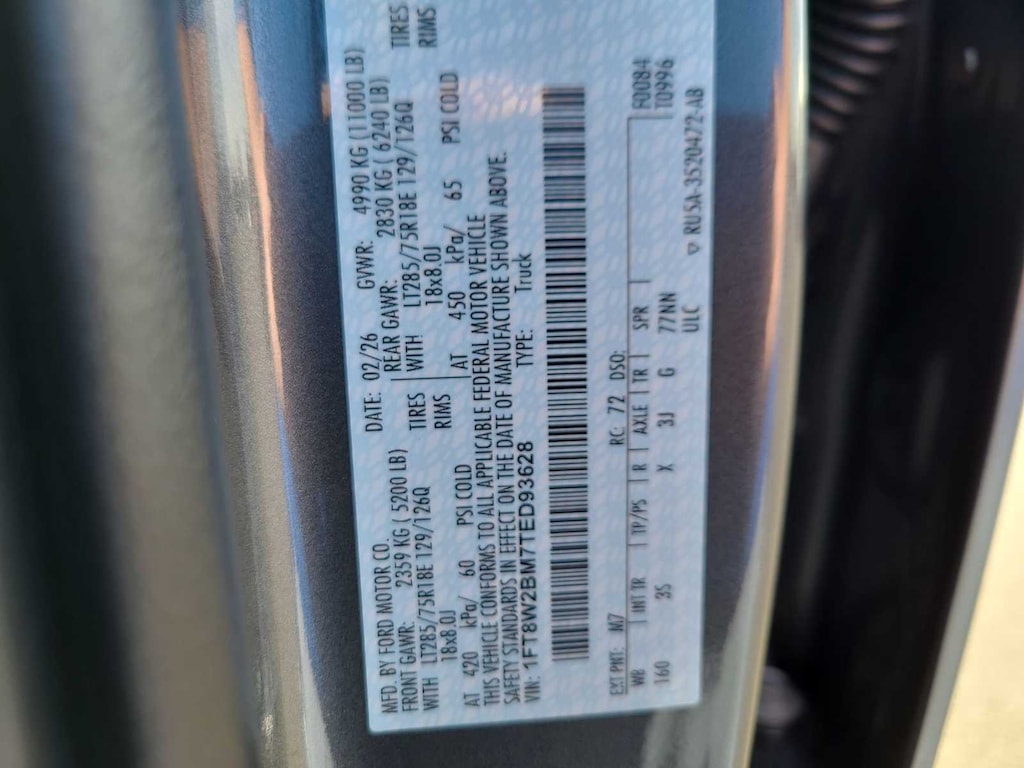 MFD. BY FORD MOTOR CO.
DATE: 02/26 GVWR: 4990 KG (11000 LB)
FRONT GAWR: 2359 KG ( 5200 LB)
REAR GAWR: 2830 KG ( 6240 LB)
WITH LT285/75R18E 129/126Q TIRES
WITH LT285/75R18E 129/126Q TIRES
18x8.0J RIMS
18x8.0J RIMS
AT 420 kPa/ 60 PSI COLD
AT 450 kPa/ 65 PSI COLD
THIS VEHICLE CONFORMS TO ALL APPLICABLE FEDERAL MOTOR VEHICLE
SAFETY STANDARDS IN EFFECT ON THE DATE OF MANUFACTURE SHOWN ABOVE.
VIN: 1FT8W2BM7TED93628 TYPE: Truck
EXT PNT: M7 RC: 72 DSO: F0084
WB INT TR TP/PS R AXLE TR SPR T0996
160 3S X 3J G 77NN
ULC
▽ RU5A-3520472-AB